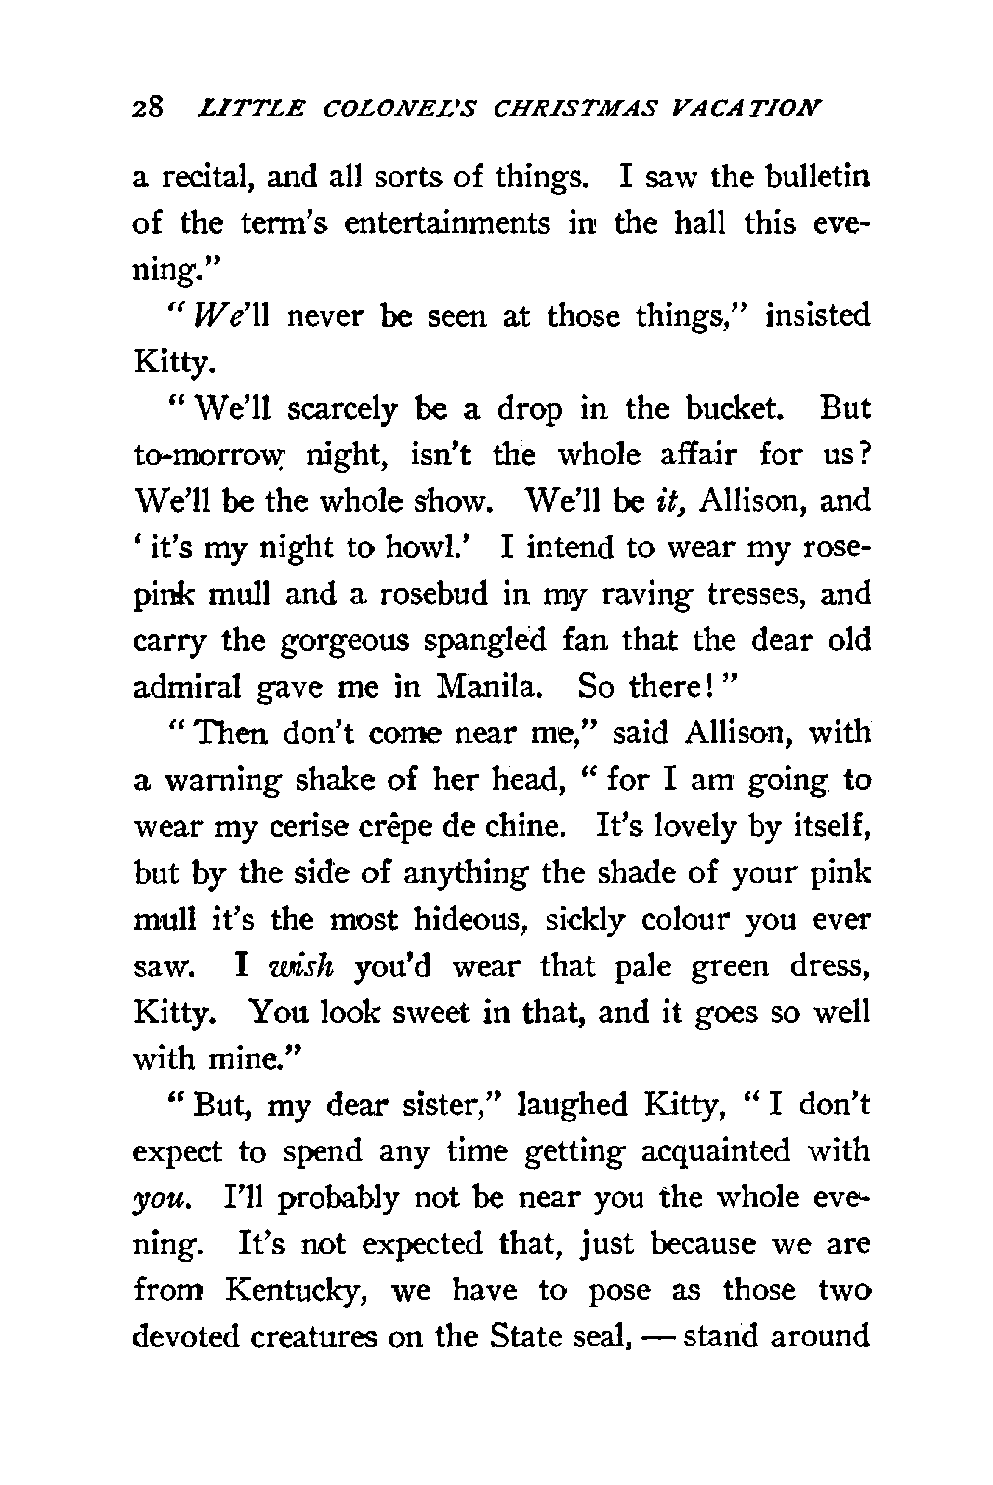 28 LITTLE COLONEL'S CHRISTMAS VACATION
a recital, and all sorts of things. I saw the bulletin
of the term's entertainments in the hall this eve-
ning."
"We'll never be seen at those things," insisted
Kitty.
"We'll scarcely be a drop in the bucket. But
to-morrow night, isn't the whole affair for us?
We'll be the whole show. We'll be it, Allison, and
'it's my night to howl.' I intend to wear my rose-
pink mull and a rosebud in my raving tresses, and
carry the gorgeous spangled fan that the dear old
admiral gave me in Manila. So there!"
"Then don't come near me," said Allison, with
a warning shake of her head, "for I am going to
wear my cerise crêpe de chine. It's lovely by itself,
but by the side of anything the shade of your pink
mull it's the most hideous, sickly colour you ever
saw. I wish you'd wear that pale green dress,
Kitty. You look sweet in that, and it goes so well
with mine."
"But, my dear sister," laughed Kitty, "I don't
expect to spend any time getting acquainted with
you. I'll probably not be near you the whole eve-
ning. It's not expected that, just because we are
from Kentucky, we have to pose as those two
devoted creatures on the State seal, — stand around